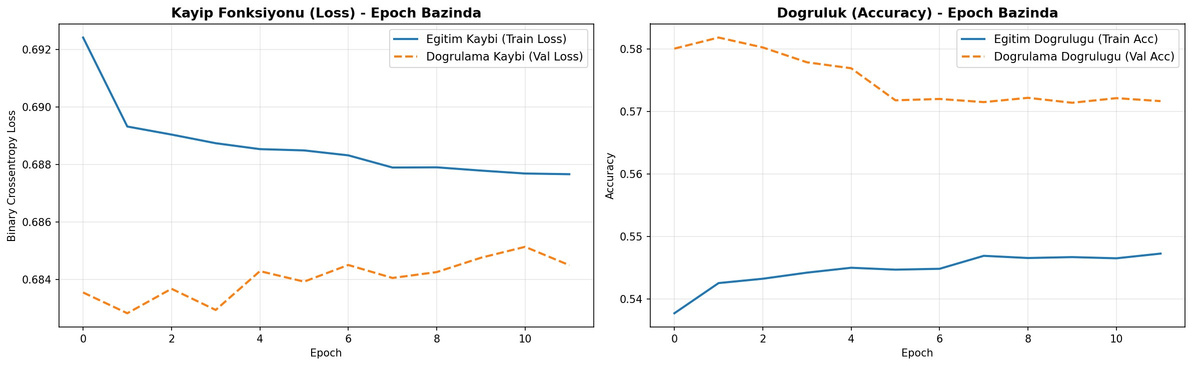 Kayip Fonksiyonu (Loss) - Epoch Bazinda
Egitim Kaybi (Train Loss)
Dogrulama Kaybi (Val Loss)
Binary Crossentropy Loss
0.692
0.690
0.688
0.686
0.684
0 2 4 6 8 10
Epoch
Dogruluk (Accuracy) - Epoch Bazinda
Egitim Dogrulugu (Train Acc)
Dogrulama Dogrulugu (Val Acc)
Accuracy
0.58
0.57
0.56
0.55
0.54
0 2 4 6 8 10
Epoch